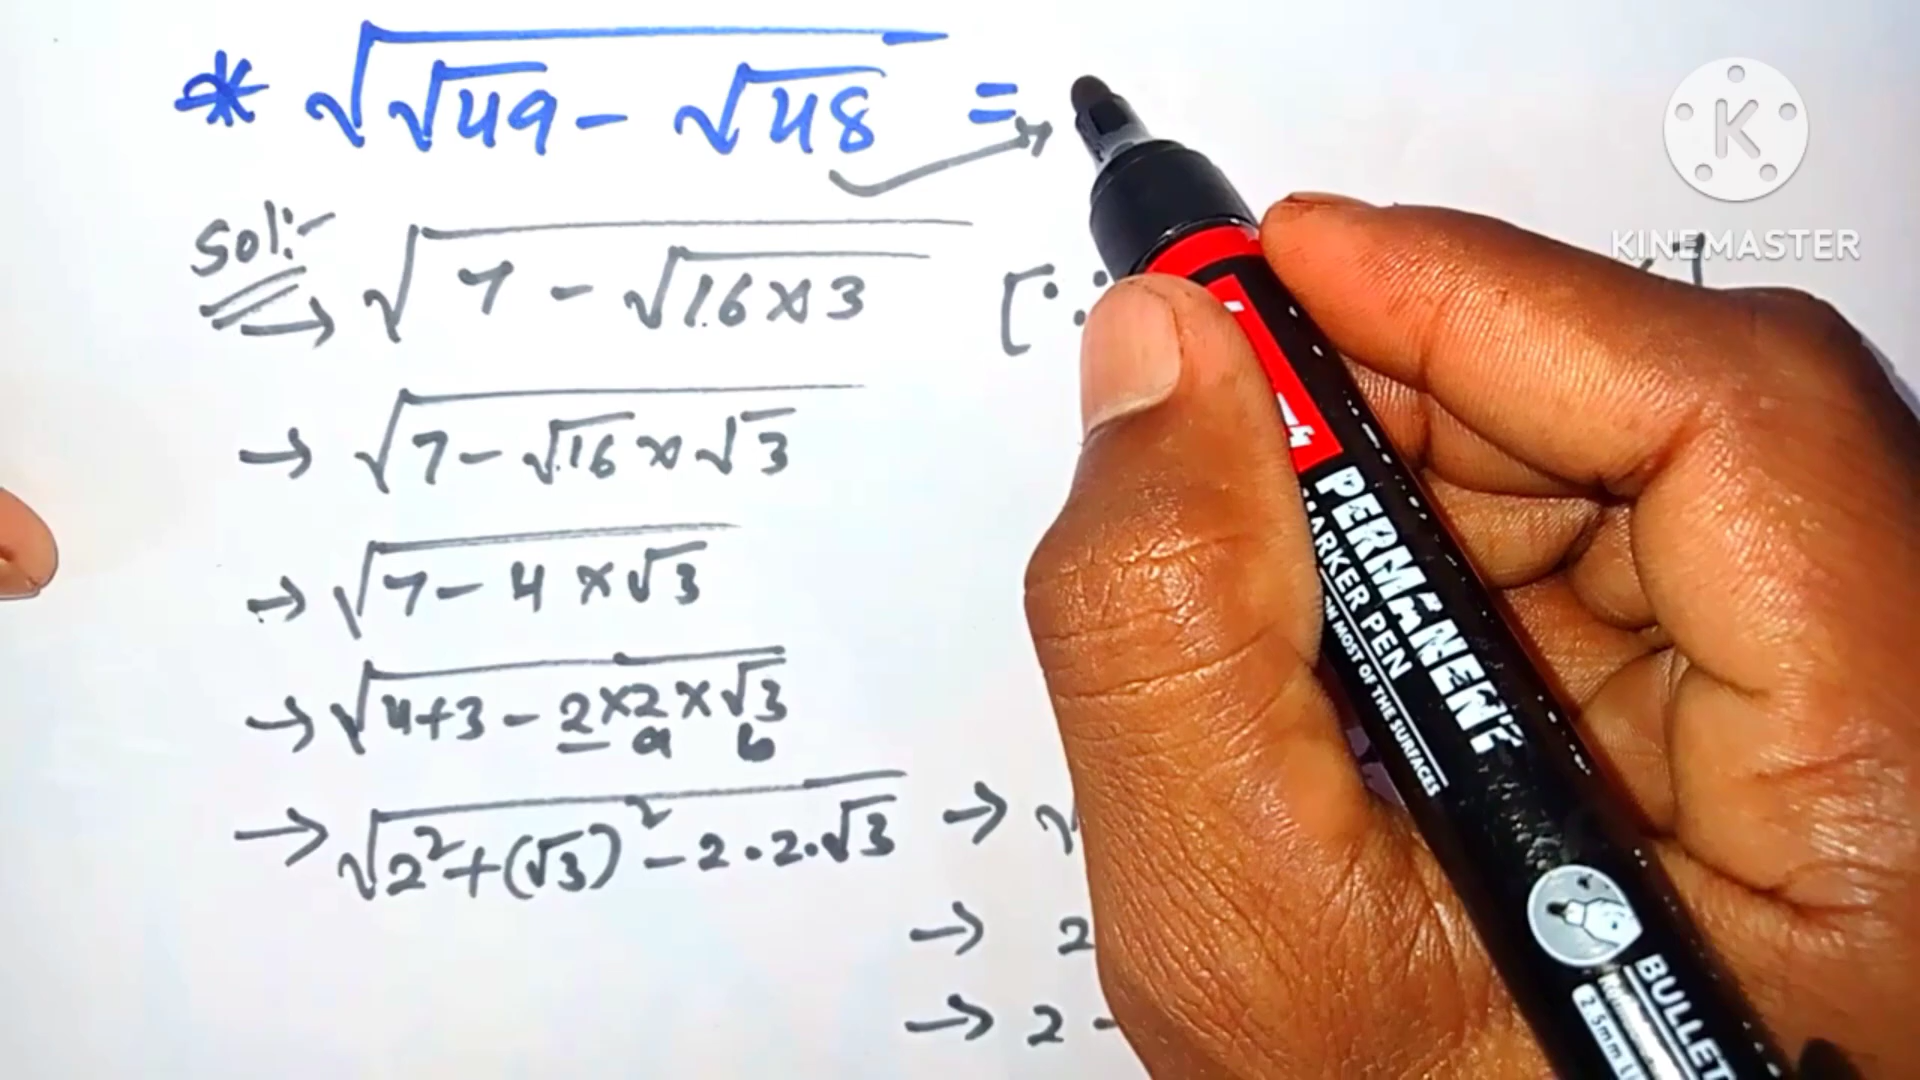 * √(√49 - √48) =
Sol:-
→ √(7 - √(16×3)) [∵
→ √(7 - √16 × √3)
→ √(7 - 4 × √3)
→ √(4+3 - 2×2×√3)
a b
→ √(2² + (√3)² - 2·2·√3)
→ √
→ 2
→ 2 -
K
KINEMASTER
PERMANENT
MARKER PEN
ON MOST OF THE SURFACES
BULLET